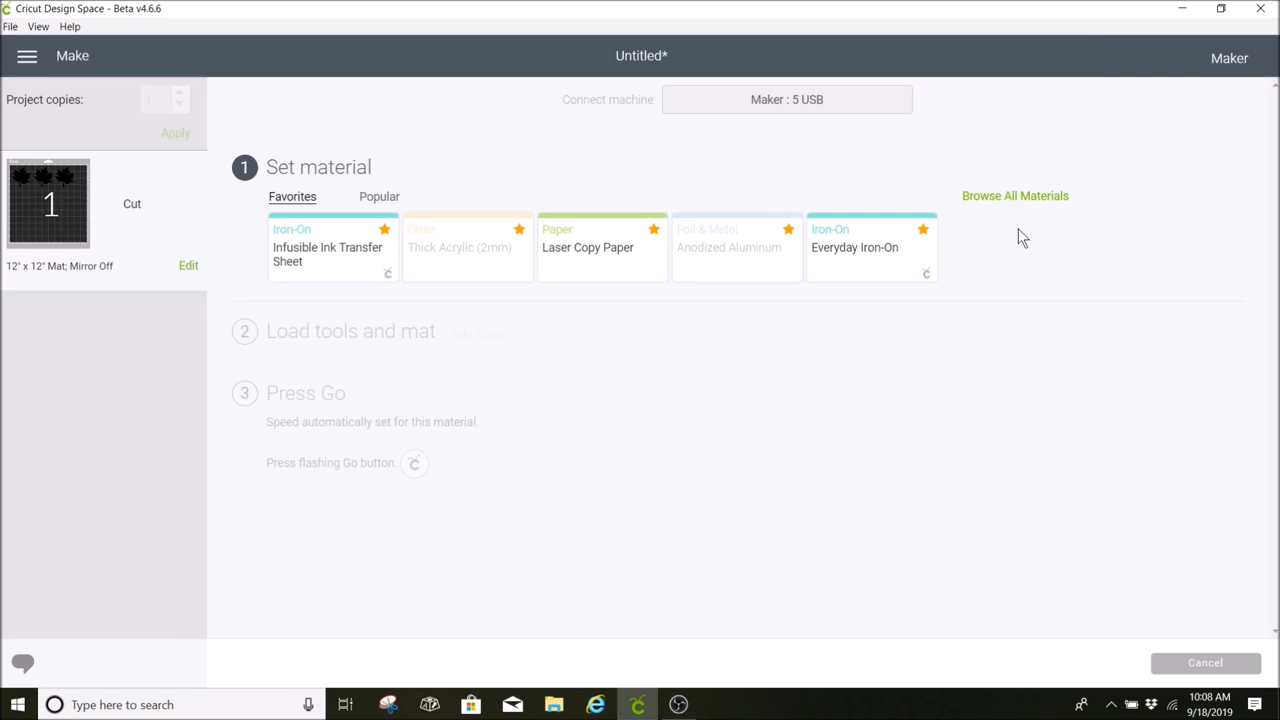 Cricut Design Space - Beta v4.6.6
File View Help
Make
Untitled*
Maker
Project copies: 1
Apply
Connect machine
Maker : 5 USB
1
Cut
12" x 12" Mat; Mirror Off
Edit
1 Set material
Favorites
Popular
Browse All Materials
Iron-On
Infusible Ink Transfer
Sheet
Other
Thick Acrylic (2mm)
Paper
Laser Copy Paper
Foil & Metal
Anodized Aluminum
Iron-On
Everyday Iron-On
2 Load tools and mat
3 Press Go
Speed automatically set for this material.
Press flashing Go button.
Cancel
Type here to search
10:08 AM
9/18/2019